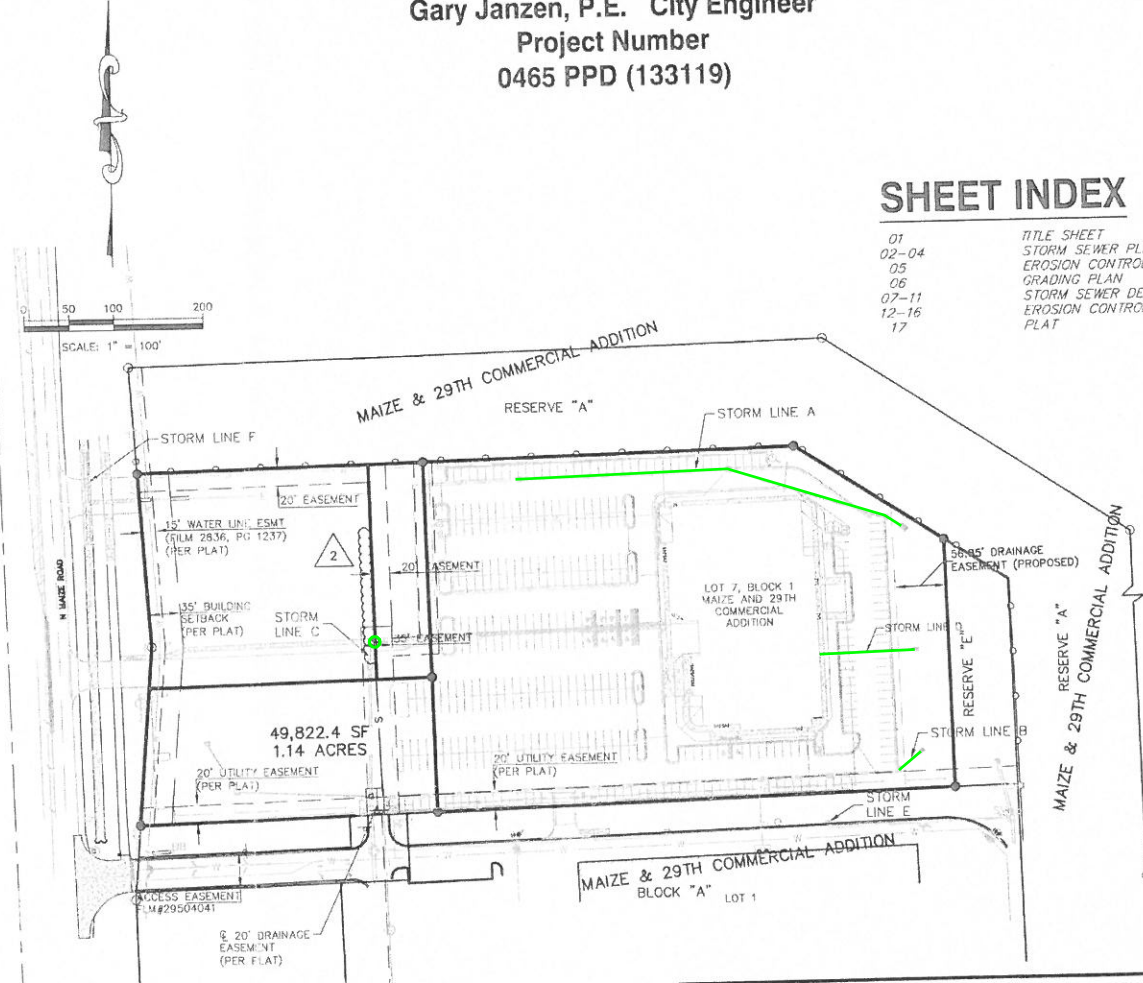 Gary Janzen, P.E. City Engineer
Project Number
0465 PPD (133119)
SHEET INDEX
01 TITLE SHEET
02-04 STORM SEWER PL
05 EROSION CONTRO
06 GRADING PLAN
07-11 STORM SEWER DE
12-16 EROSION CONTRO
17 PLAT
0 50 100 200
SCALE: 1" = 100'
MAIZE & 29TH COMMERCIAL ADDITION
RESERVE "A"
STORM LINE A
STORM LINE F
20' EASEMENT
15' WATER LINE ESMT
(FILM 2836, PG 1237)
(PER PLAT)
2
20' EASEMENT
56.85' DRAINAGE
EASEMENT (PROPOSED)
N MAIZE ROAD
LOT 7, BLOCK 1
MAIZE AND 29TH
COMMERCIAL
ADDITION
35' BUILDING
SETBACK
(PER PLAT)
STORM
LINE C
35' EASEMENT
STORM LINE
RESERVE "E"
RESERVE "A"
MAIZE & 29TH COMMERCIAL ADDITION
S
49,822.4 SF
1.14 ACRES
STORM LINE B
20' UTILITY EASEMENT
(PER PLAT)
20' UTILITY EASEMENT
(PER PLAT)
STORM
LINE E
MAIZE & 29TH COMMERCIAL ADDITION
BLOCK "A" LOT 1
ACCESS EASEMENT
FLM#29504041
℄ 20' DRAINAGE
EASEMENT
(PER PLAT)